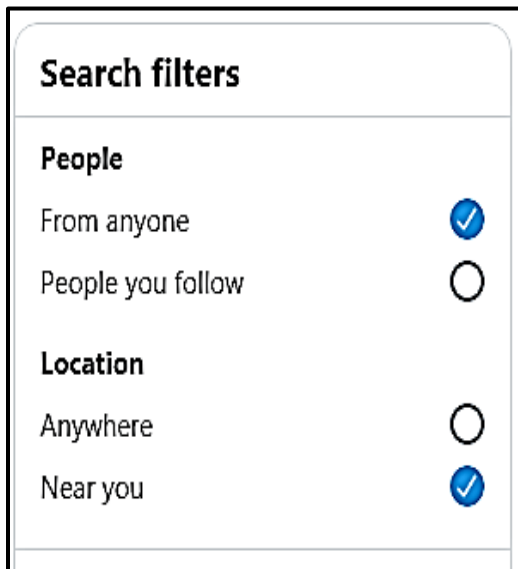 Search filters
People
From anyone
People you follow
Location
Anywhere
Near you